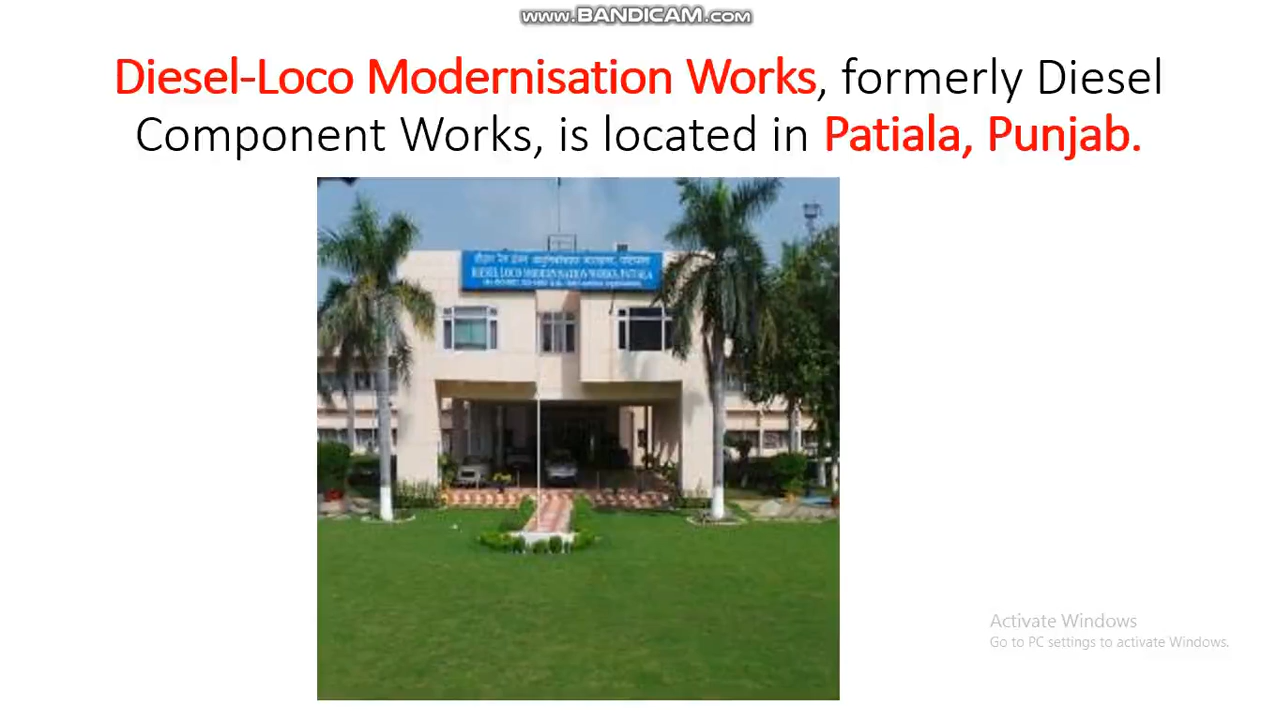 www.BANDICAM.com
Diesel-Loco Modernisation Works, formerly Diesel
Component Works, is located in Patiala, Punjab.
DIESEL LOCO MODERNISATION WORKS, PATIALA
Activate Windows
Go to PC settings to activate Windows.